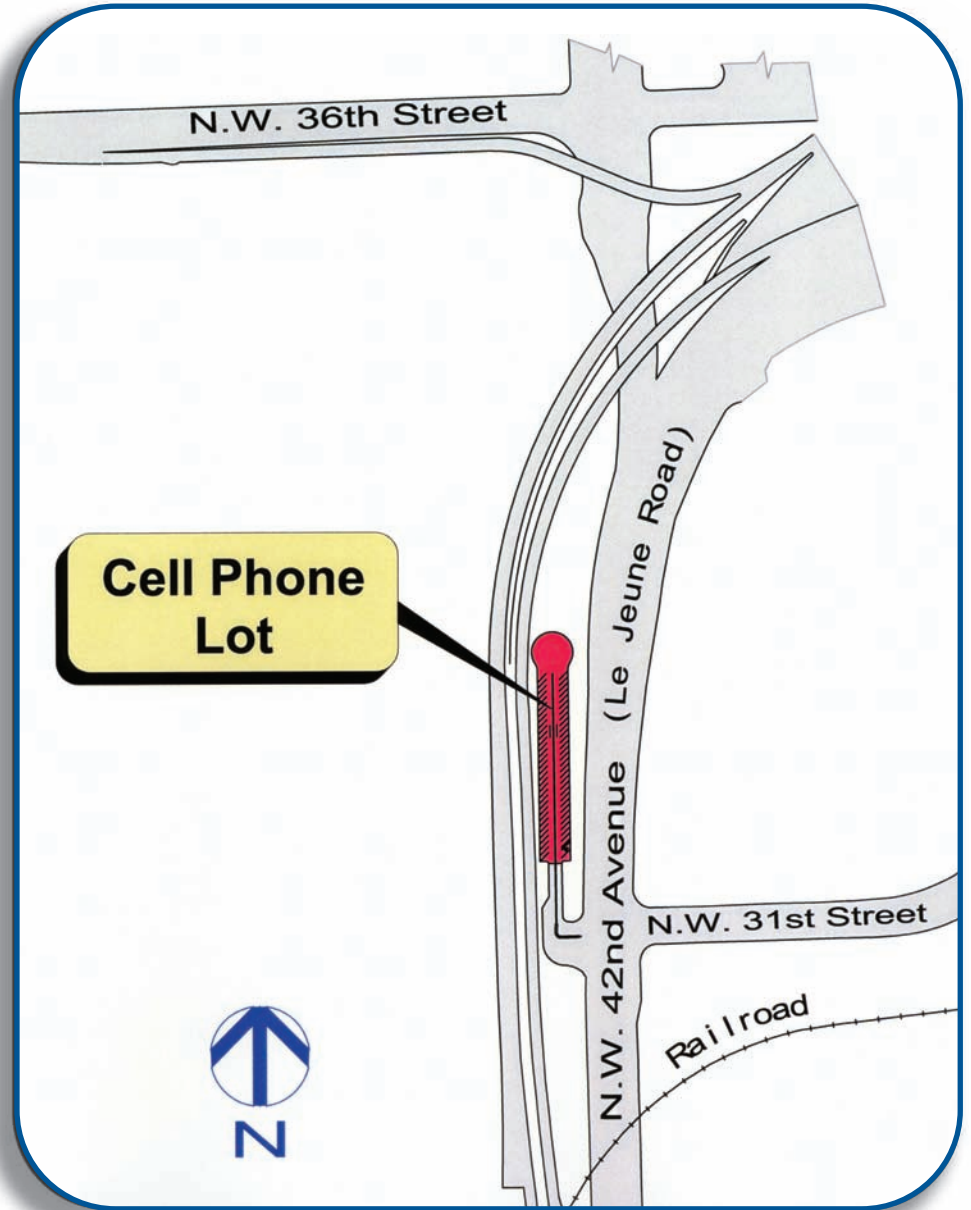 N.W. 36th Street
Cell Phone
Lot
N.W. 42nd Avenue (Le Jeune Road)
N.W. 31st Street
Railroad
N